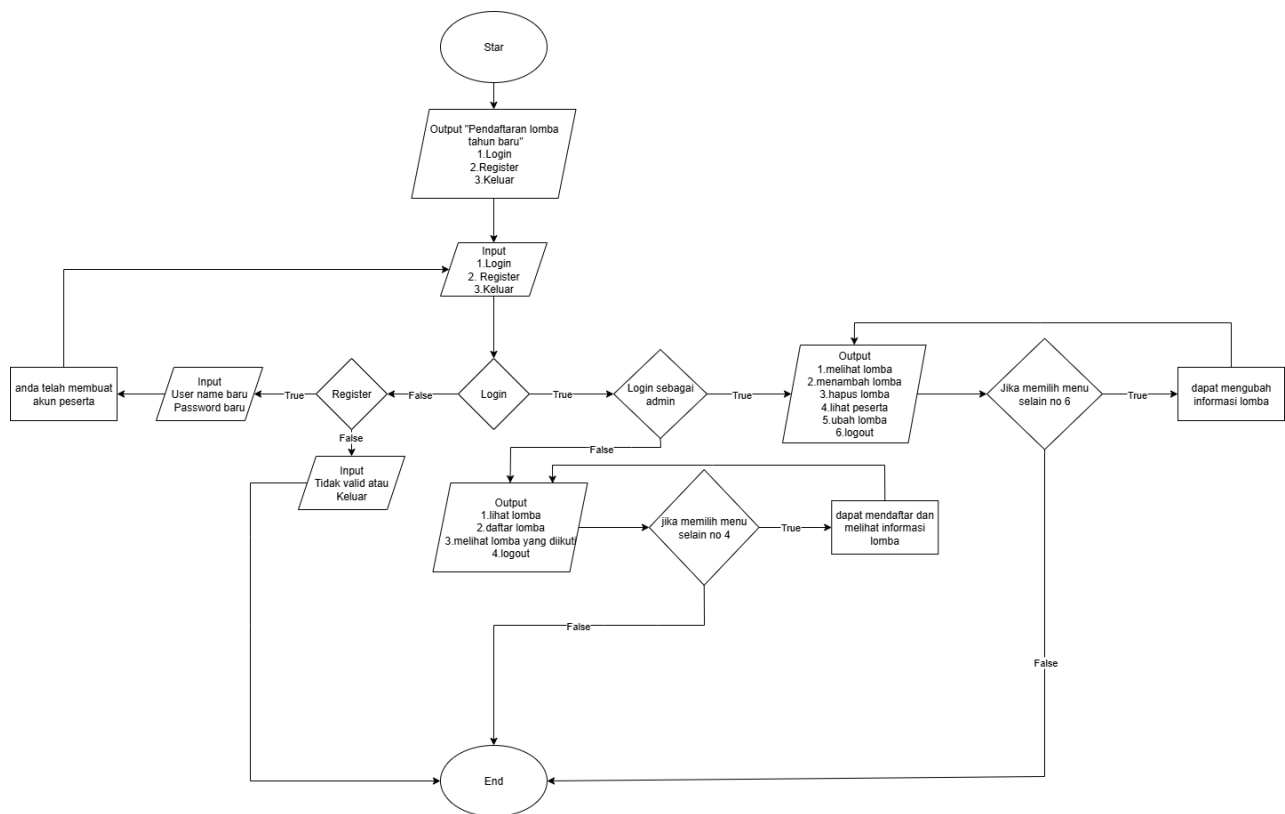 Star
Output "Pendaftaran lomba
tahun baru"
1.Login
2.Register
3.Keluar
Input
1.Login
2. Register
3.Keluar
anda telah membuat
akun peserta
Input
User name baru
Password baru
True
Register
False
Login
True
Login sebagai
admin
True
Output
1.melihat lomba
2.menambah lomba
3.hapus lomba
4.lihat peserta
5.ubah lomba
6.logout
Jika memilih menu
selain no 6
True
dapat mengubah
informasi lomba
False
Input
Tidak valid atau
Keluar
False
Output
1.lihat lomba
2.daftar lomba
3.melihat lomba yang diikuti
4.logout
jika memilih menu
selain no 4
True
dapat mendaftar dan
melihat informasi
lomba
False
False
End